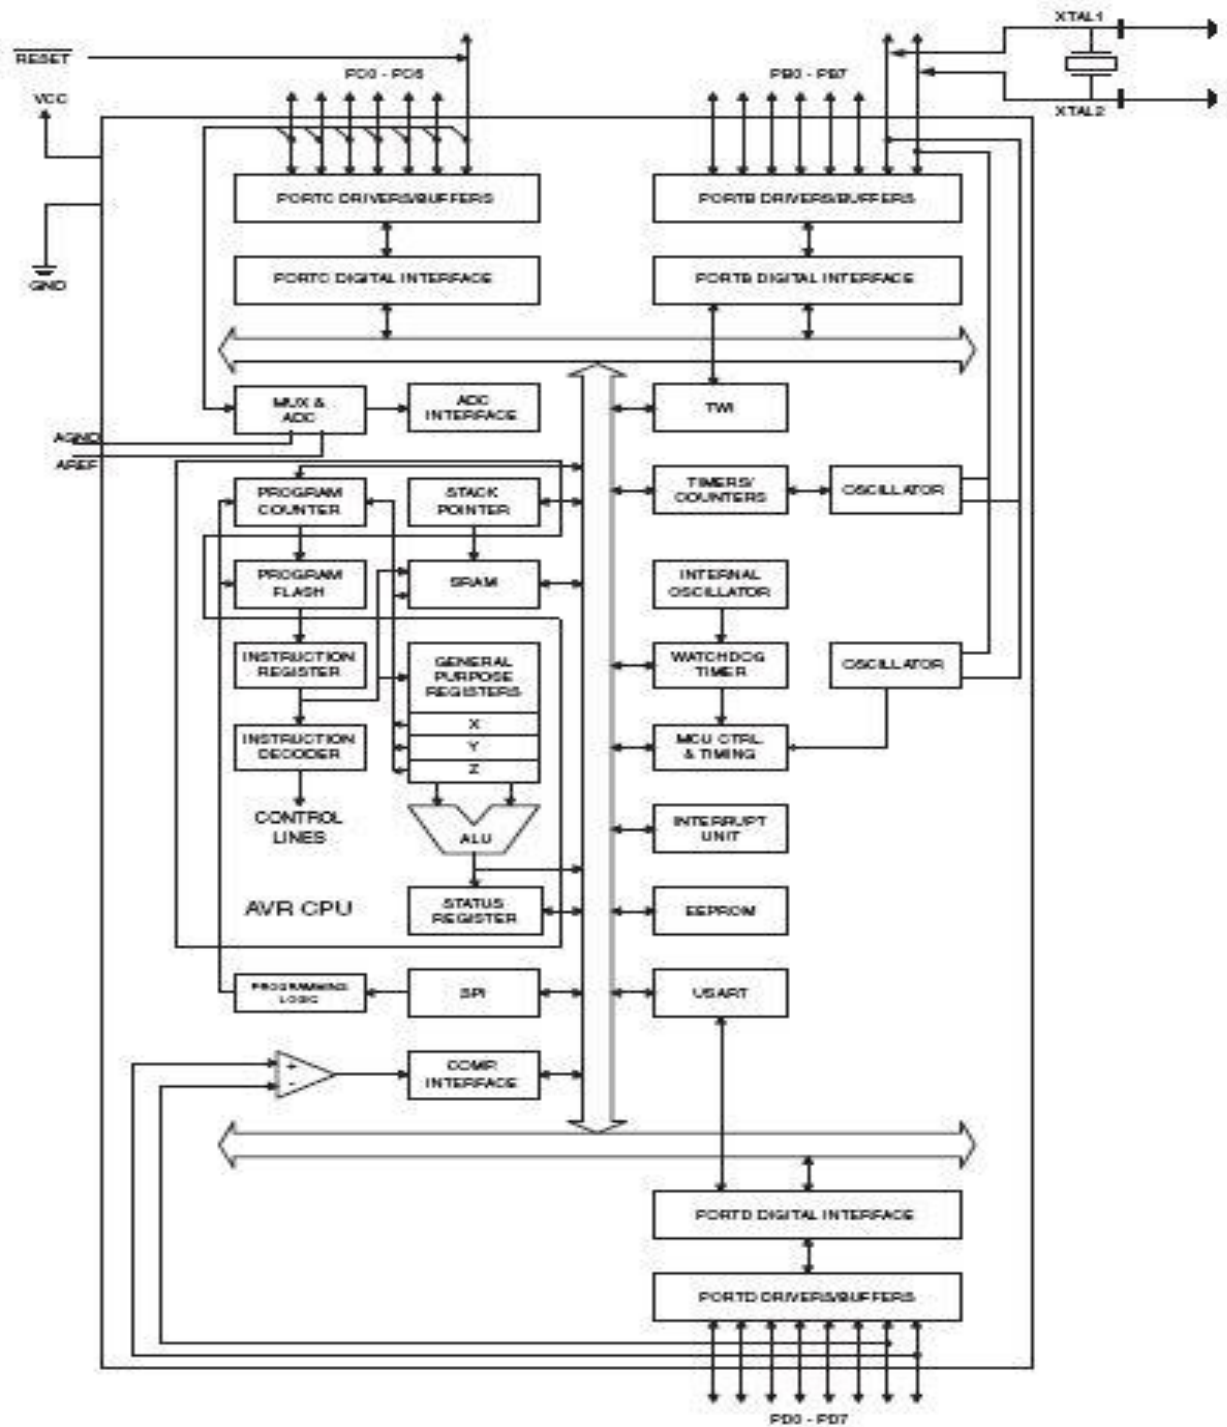 XTAL1
RESET
PC0 - PC6
PB0 - PB7
VCC
XTAL2
PORTC DRIVERS/BUFFERS
PORTB DRIVERS/BUFFERS
PORTC DIGITAL INTERFACE
PORTB DIGITAL INTERFACE
GND
MUX &
ADC
ADC
INTERFACE
TWI
AGND
AREF
PROGRAM
COUNTER
STACK
POINTER
TIMERS/
COUNTERS
OSCILLATOR
PROGRAM
FLASH
SRAM
INTERNAL
OSCILLATOR
INSTRUCTION
REGISTER
GENERAL
PURPOSE
REGISTERS
WATCHDOG
TIMER
OSCILLATOR
X
Y
Z
INSTRUCTION
DECODER
MCU CTRL.
& TIMING
CONTROL
LINES
ALU
INTERRUPT
UNIT
AVR CPU
STATUS
REGISTER
EEPROM
PROGRAMMING
LOGIC
SPI
USART
+
-
COMP.
INTERFACE
PORTD DIGITAL INTERFACE
PORTD DRIVERS/BUFFERS
PD0 - PD7